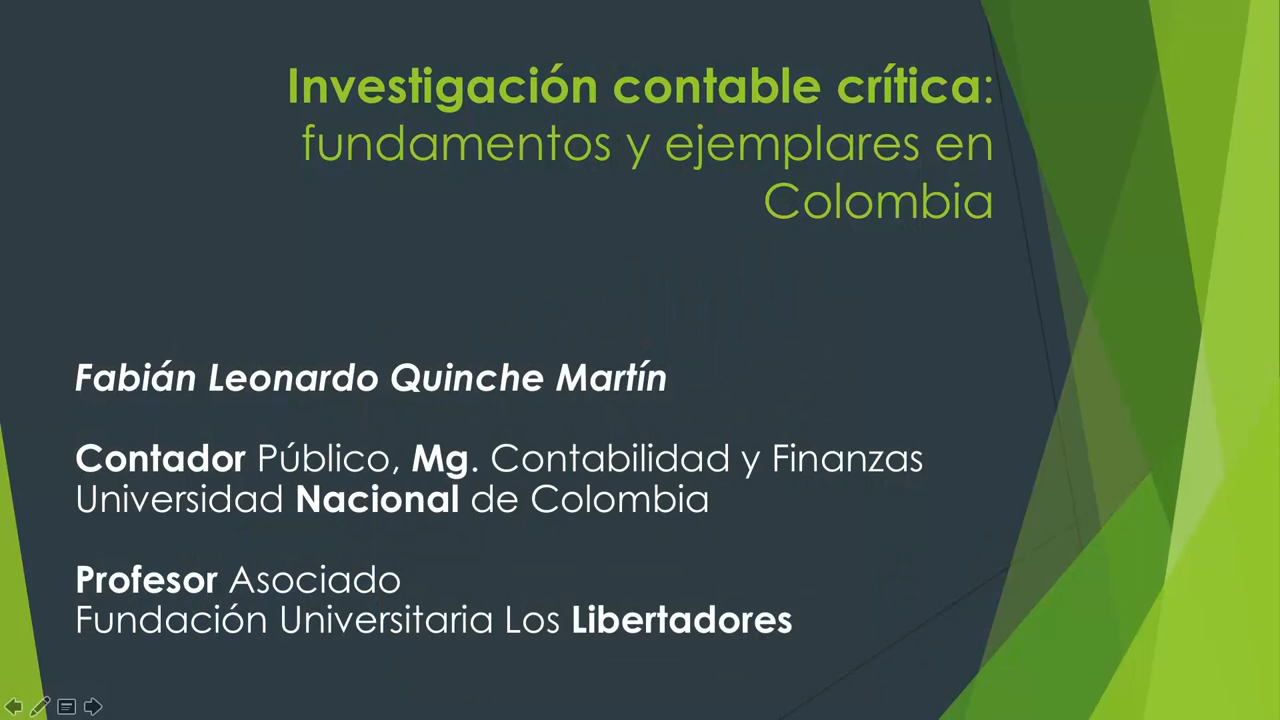 Investigación contable crítica:
fundamentos y ejemplares en
Colombia
Fabián Leonardo Quinche Martín
Contador Público, Mg. Contabilidad y Finanzas
Universidad Nacional de Colombia
Profesor Asociado
Fundación Universitaria Los Libertadores